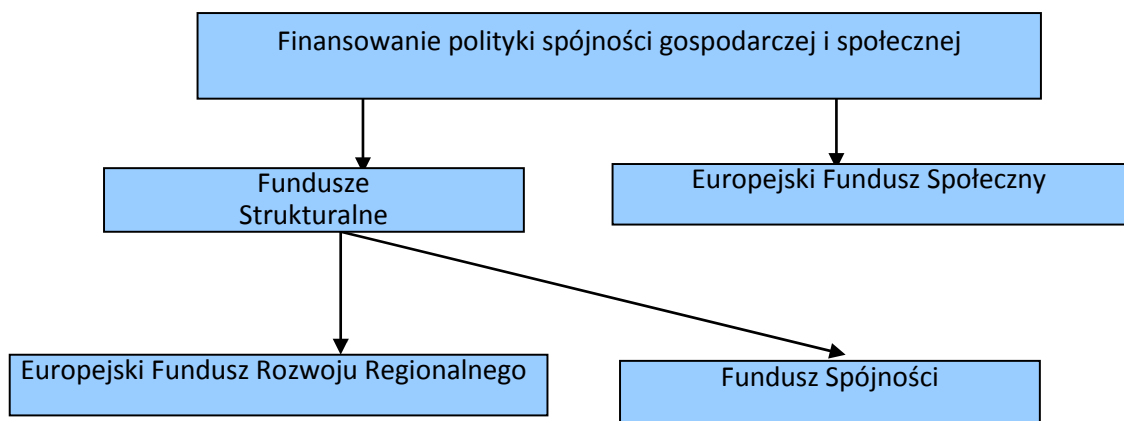 Finansowanie polityki spójności gospodarczej i społecznej
Fundusze
Strukturalne
Europejski Fundusz Społeczny
Europejski Fundusz Rozwoju Regionalnego
Fundusz Spójności